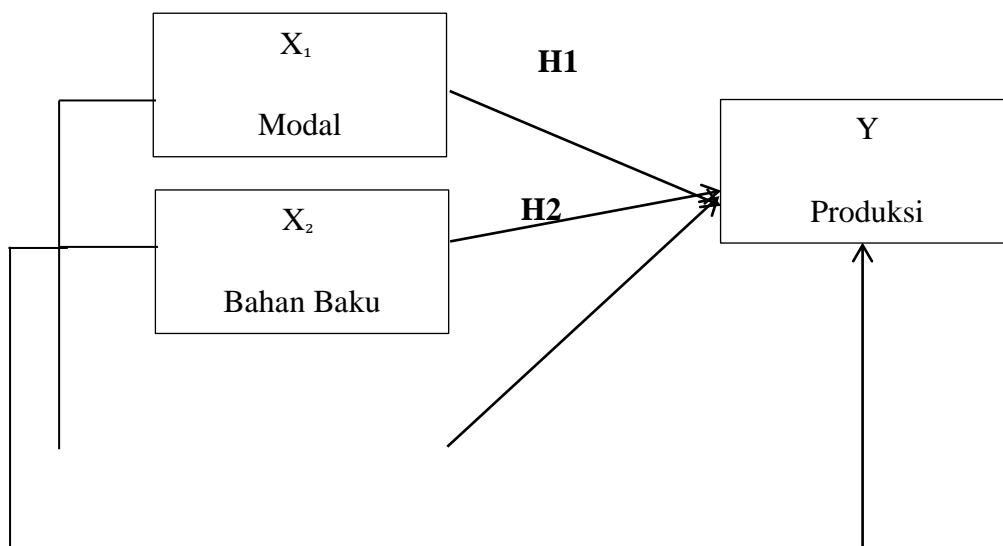 X₁
Modal
H1
Y
Produksi
X₂
Bahan Baku
H2